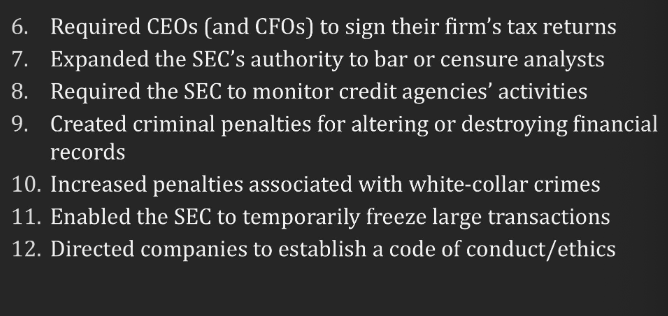 6. Required CEOs (and CFOs) to sign their firm’s tax returns
7. Expanded the SEC’s authority to bar or censure analysts
8. Required the SEC to monitor credit agencies’ activities
9. Created criminal penalties for altering or destroying financial
records
10. Increased penalties associated with white-collar crimes
11. Enabled the SEC to temporarily freeze large transactions
12. Directed companies to establish a code of conduct/ethics